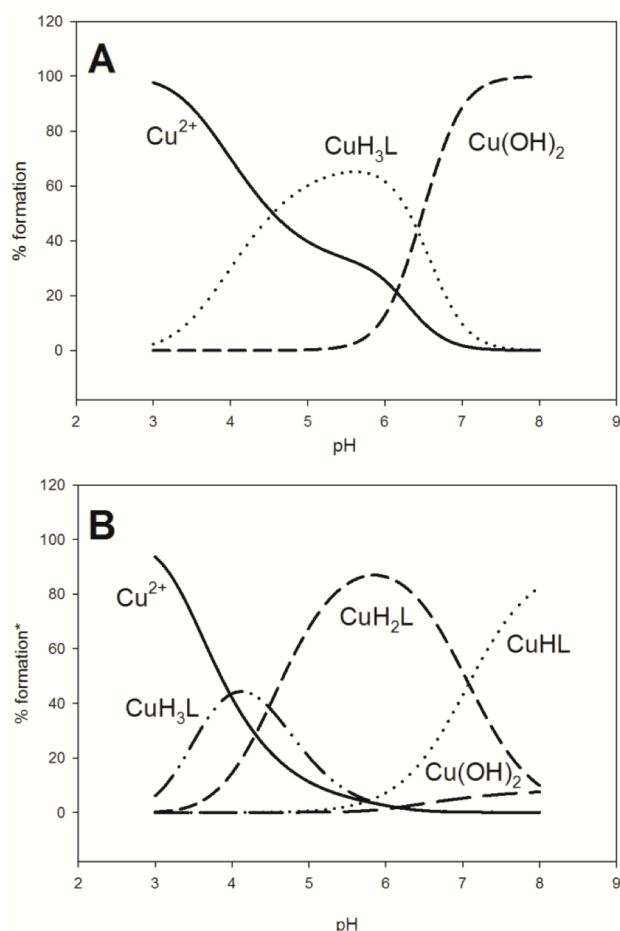 A
% formation
120
100
80
60
40
20
0
Cu²⁺
CuH₃L
Cu(OH)₂
2 3 4 5 6 7 8 9
pH
B
% formation*
120
100
80
60
40
20
0
Cu²⁺
CuH₂L
CuHL
CuH₃L
Cu(OH)₂
2 3 4 5 6 7 8 9
pH